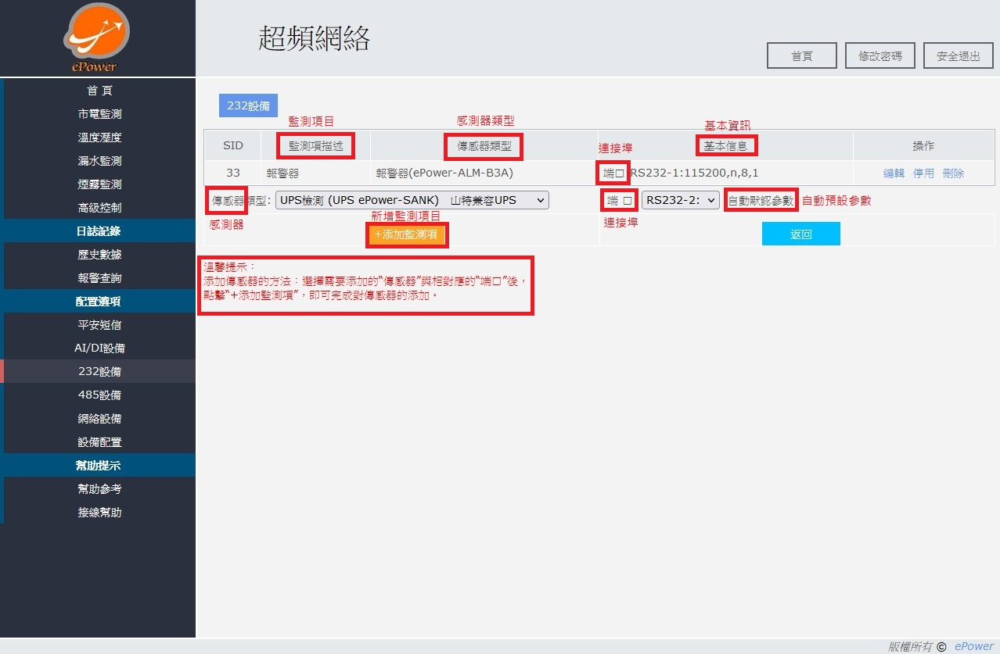 ePower
超頻網絡
首頁
修改密碼
安全退出
首 頁
市電監測
溫度溼度
漏水監測
煙霧監測
高級控制
日誌記錄
歷史數據
報警查詢
配置選項
平安短信
AI/DI設備
232設備
485設備
網絡設備
設備配置
幫助提示
幫助參考
接線幫助
232設備
監測項目
感測器類型
基本資訊
SID
監測項描述
傳感器類型
連接埠
基本信息
操作
33
報警器
報警器(ePower-ALM-B3A)
端口 RS232-1:115200,n,8,1
編輯 停用 刪除
傳感器類型:
UPS檢測 (UPS ePower-SANK) 山特兼容UPS
端 口
RS232-2:
自動默認參數
自動預設參數
感測器
新增監測項目
連接埠
+添加監測項
返回
溫馨提示：
添加傳感器的方法：選擇需要添加的“傳感器”與相對應的“端口”後，
點擊“+添加監測項”，即可完成對傳感器的添加。
版權所有 © ePower